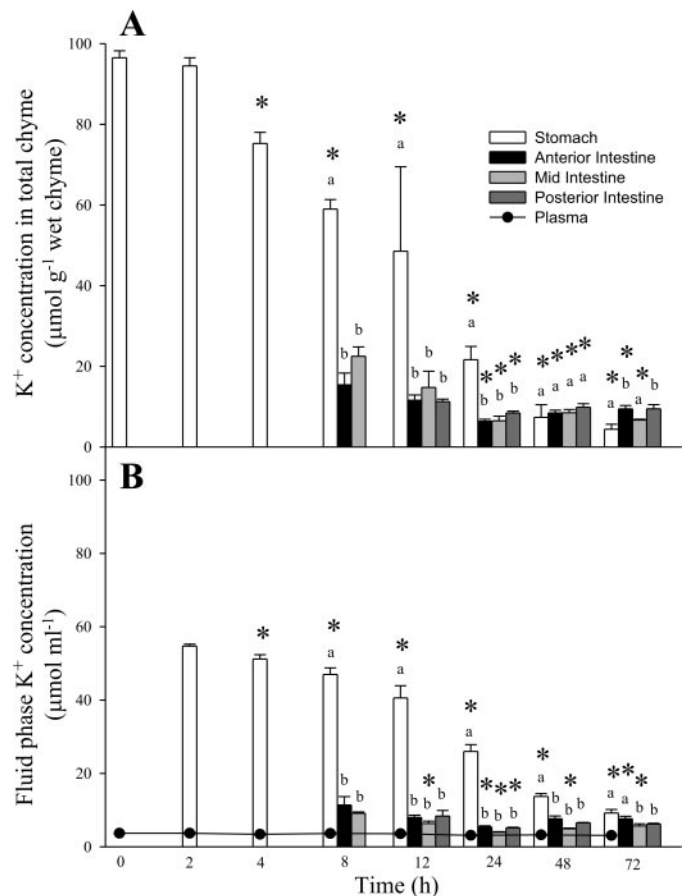 A
100
80
60
40
20
0
K+ concentration in total chyme
(μmol g-1 wet chyme)
Stomach
Anterior Intestine
Mid Intestine
Posterior Intestine
Plasma
* * * * * * * * * * * * * * *
a a a a a a a a a
b b b b b b b b b b
B
100
80
60
40
20
0
Fluid phase K+ concentration
(μmol ml-1)
* * * * * * * * * * * * *
a a a a a a
b b b b b b b b b b b b b
0 2 4 8 12 24 48 72
Time (h)